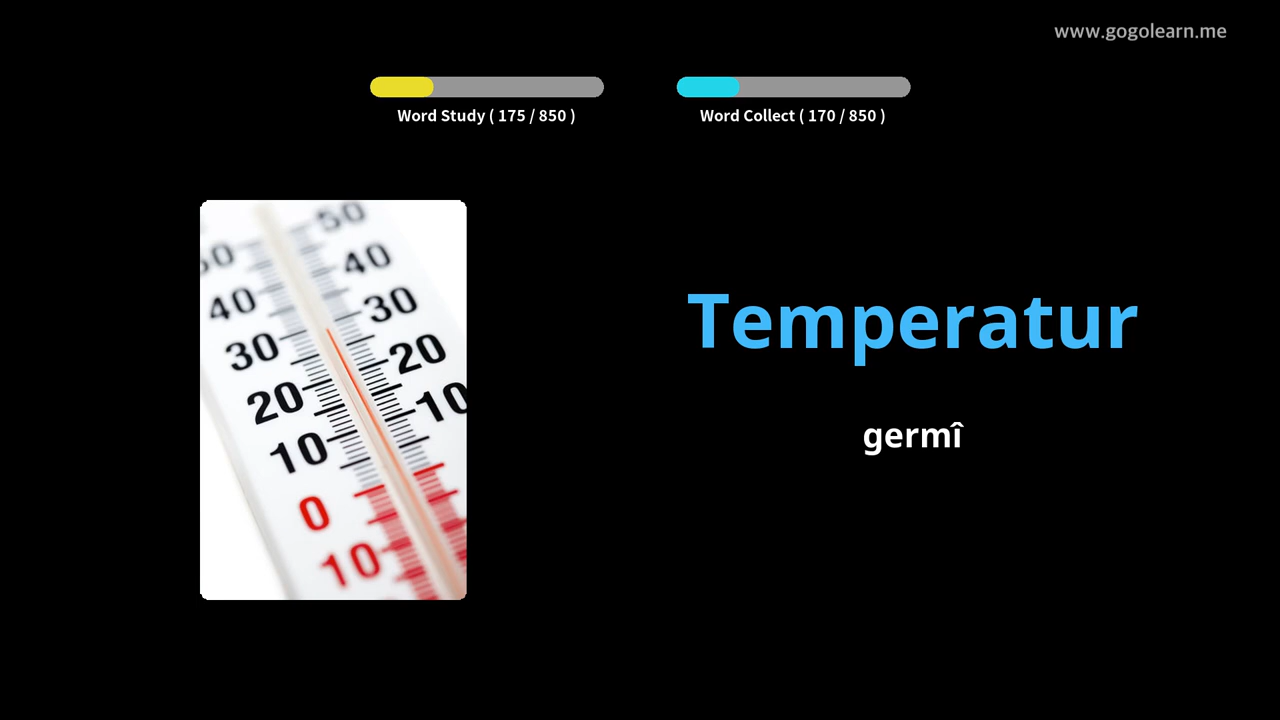 www.gogolearn.me
Word Study ( 175 / 850 )
Word Collect ( 170 / 850 )
50
40
30
20
10
0
10
50
40
30
20
10
Temperatur
germî